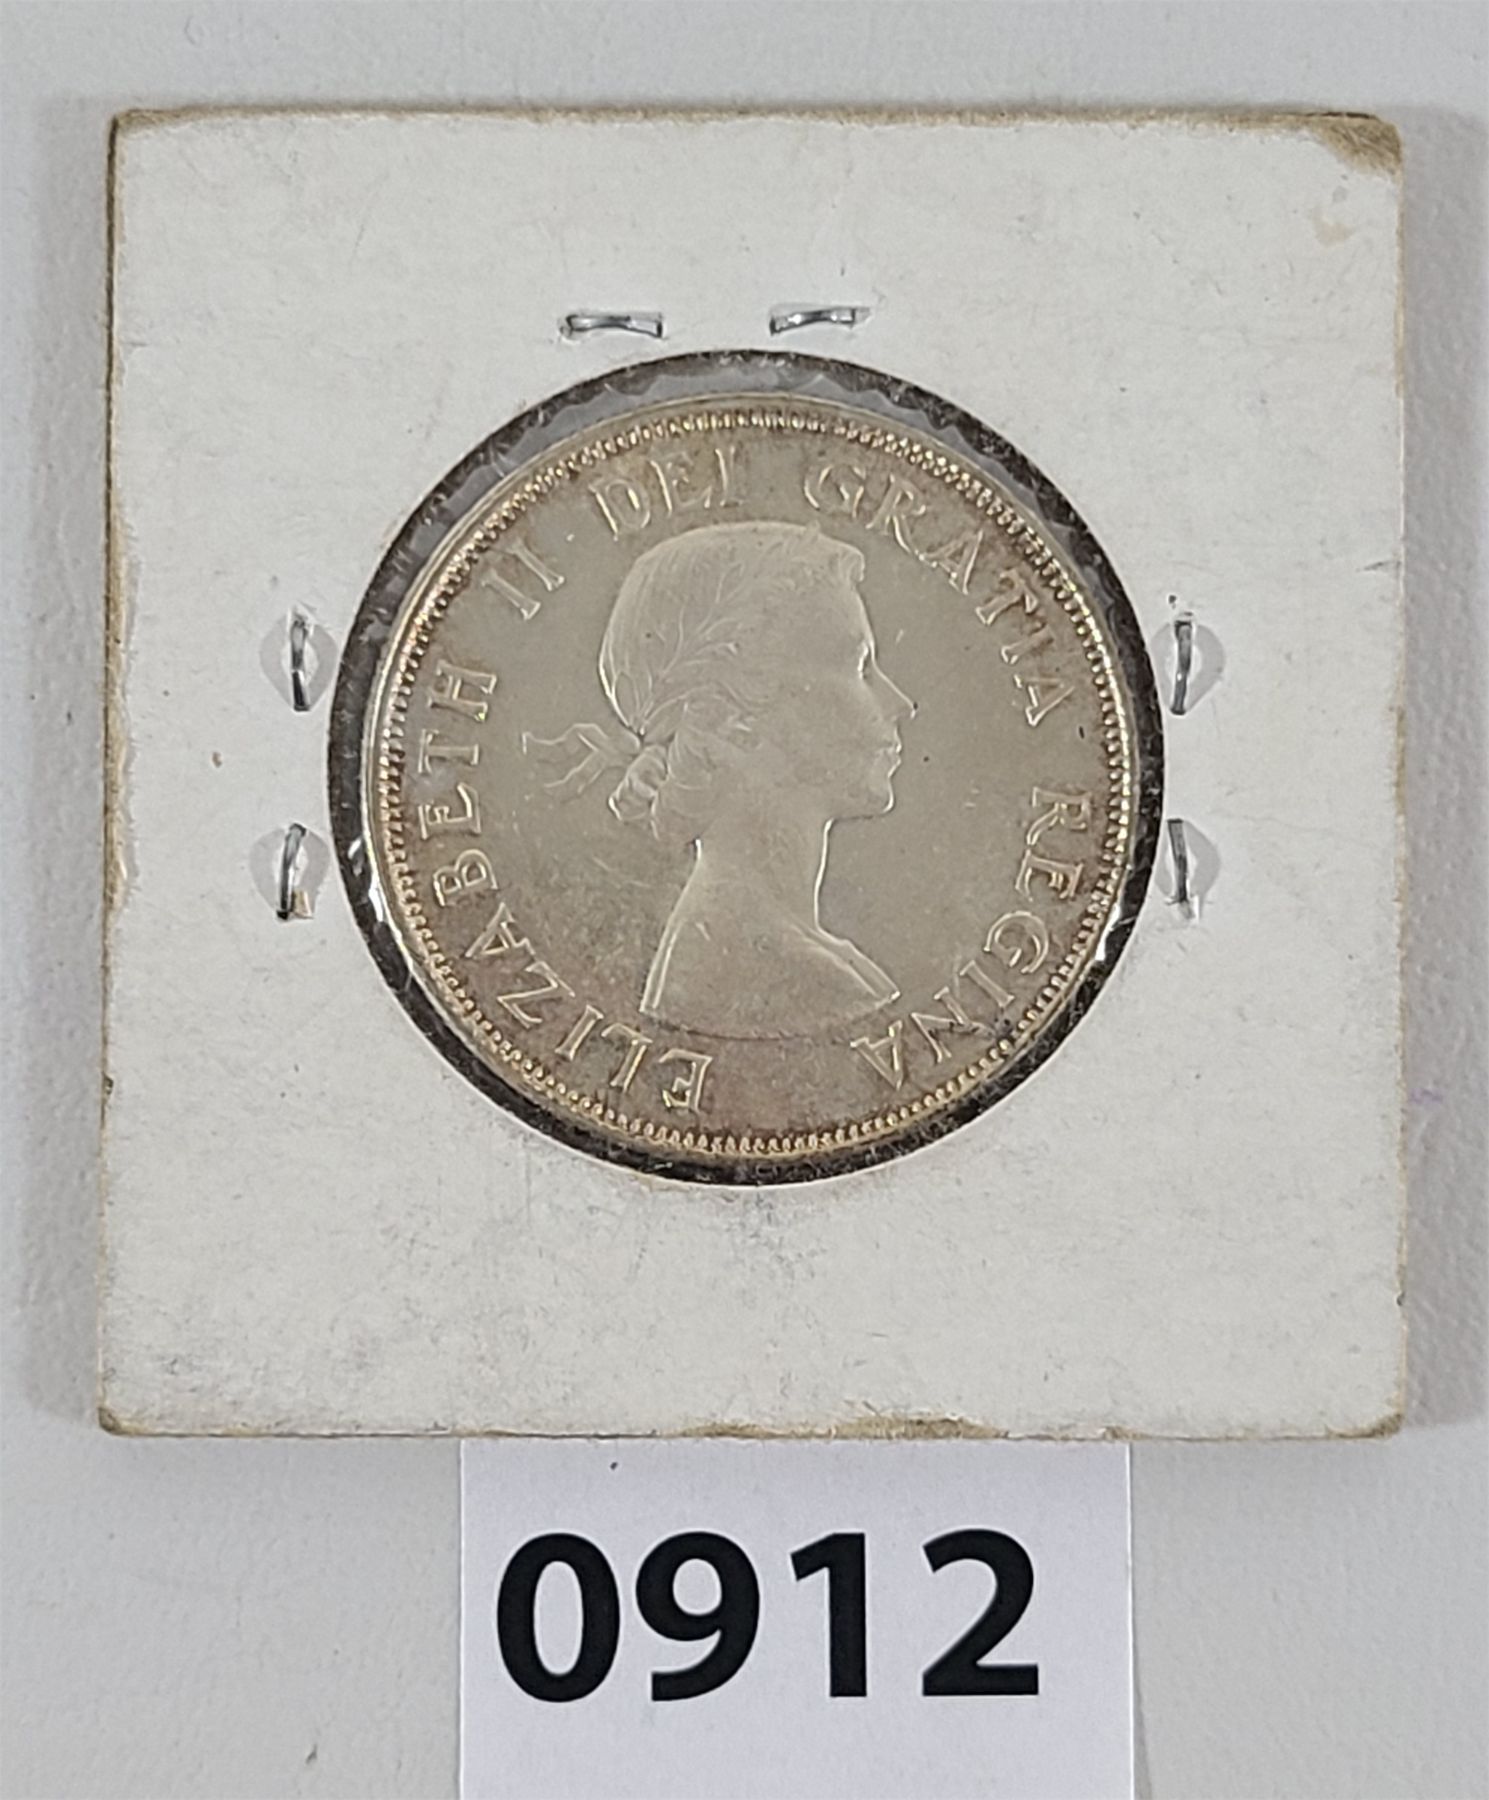 ELIZABETH II DEI GRATIA REGINA
0912